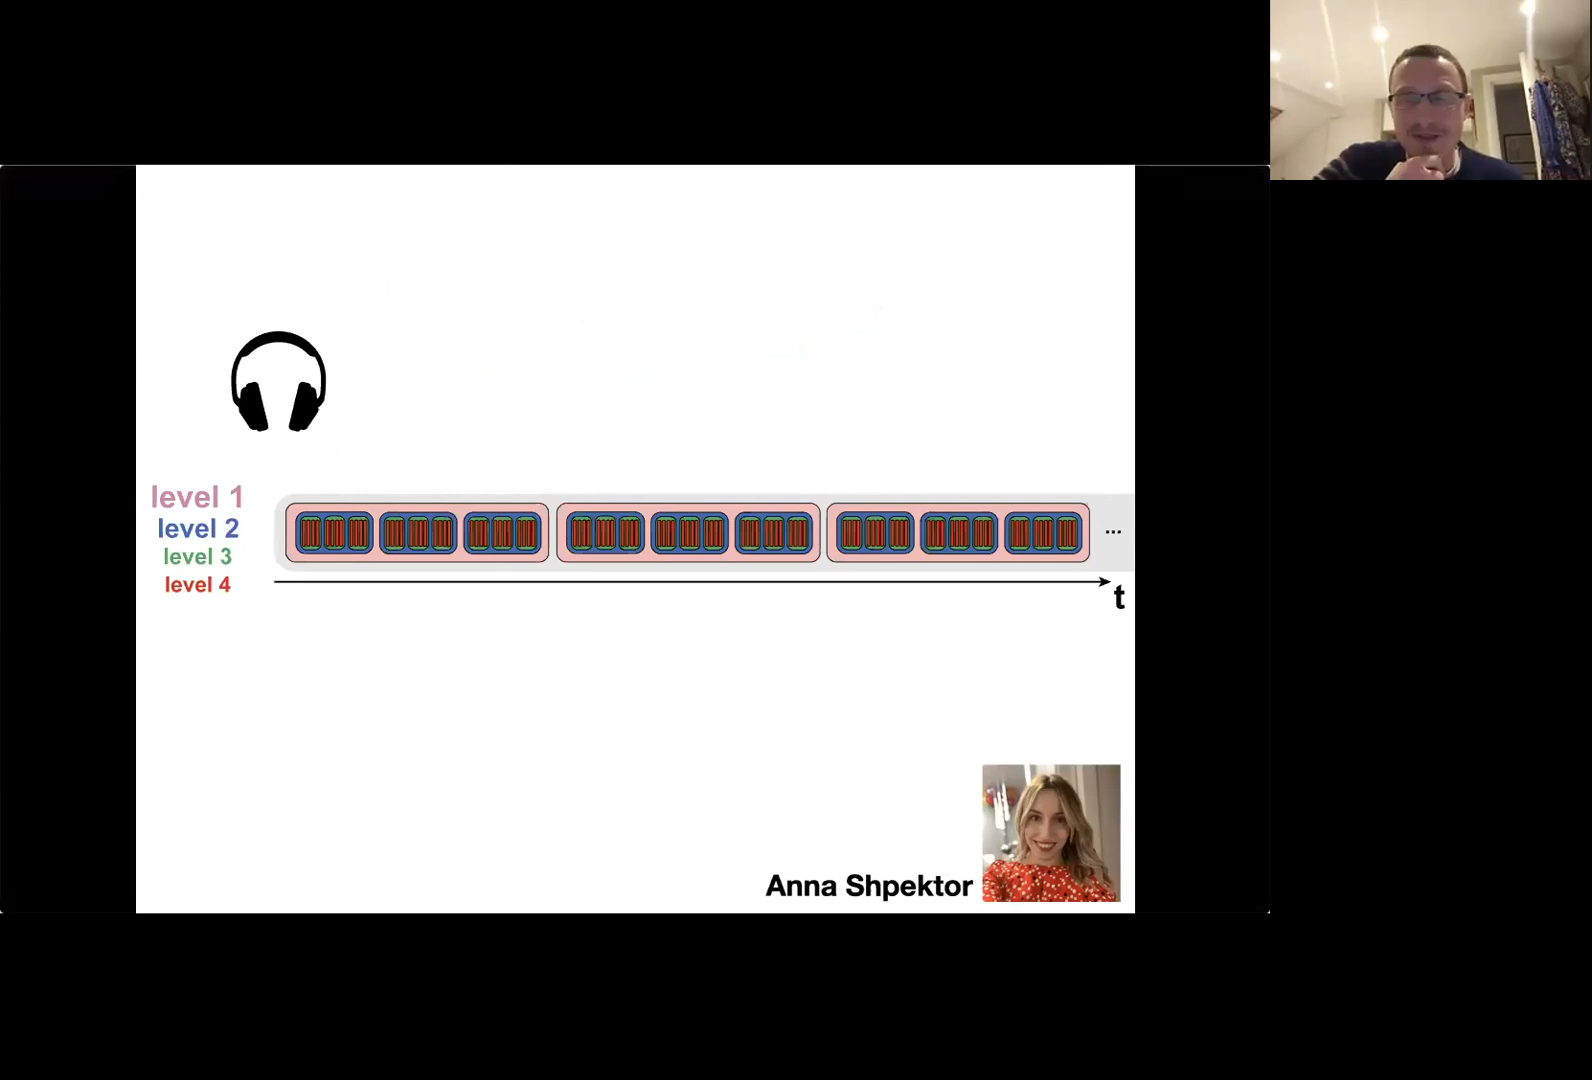 level 1
level 2
level 3
level 4
...
t
Anna Shpektor